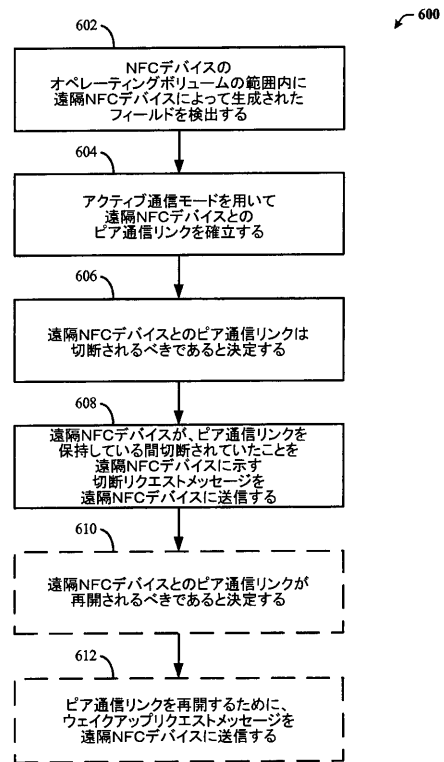 600
602
NFCデバイスの
オペレーティングボリュームの範囲内に
遠隔NFCデバイスによって生成された
フィールドを検出する
604
アクティブ通信モードを用いて
遠隔NFCデバイスとの
ピア通信リンクを確立する
606
遠隔NFCデバイスとのピア通信リンクは
切断されるべきであると決定する
608
遠隔NFCデバイスが、ピア通信リンクを
保持している間切断されていたことを
遠隔NFCデバイスに示す
切断リクエストメッセージを
遠隔NFCデバイスに送信する
610
遠隔NFCデバイスとのピア通信リンクが
再開されるべきであると決定する
612
ピア通信リンクを再開するために、
ウェイクアップリクエストメッセージを
遠隔NFCデバイスに送信する